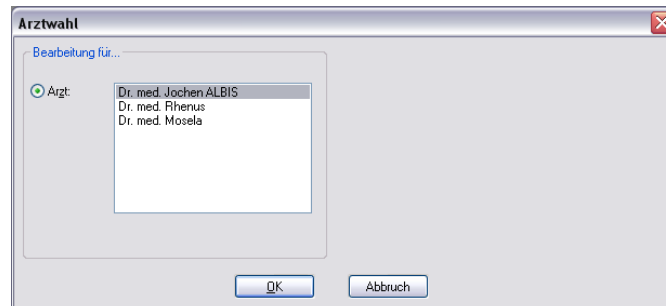 Arztwahl
Bearbeitung für...
Arzt:
Dr. med. Jochen ALBIS
Dr. med. Rhenus
Dr. med. Mosela
OK
Abbruch